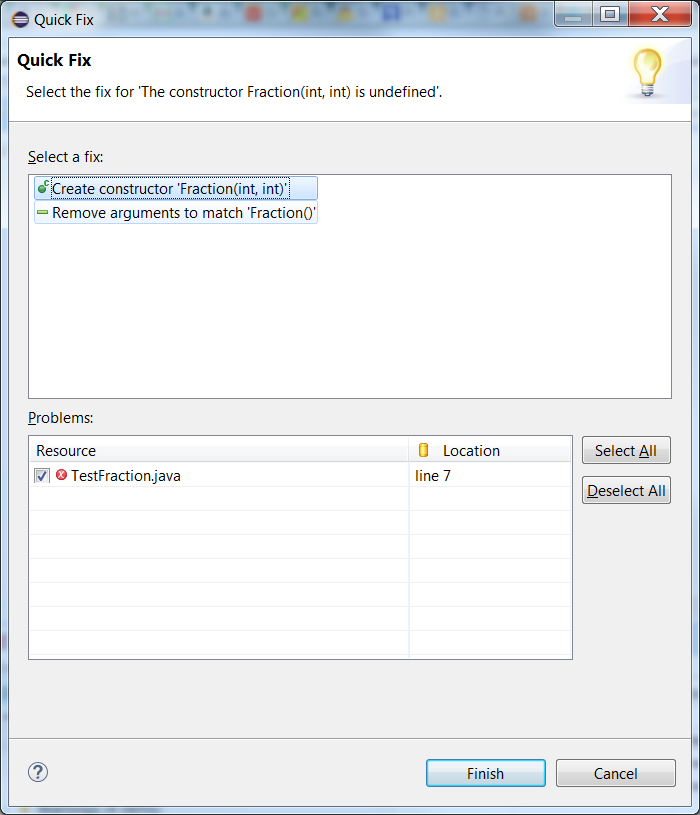 Quick Fix
Quick Fix
Select the fix for 'The constructor Fraction(int, int) is undefined'.
Select a fix:
Create constructor 'Fraction(int, int)'
Remove arguments to match 'Fraction()'
Problems:
Resource Location
Select All
TestFraction.java line 7
Deselect All
Finish Cancel